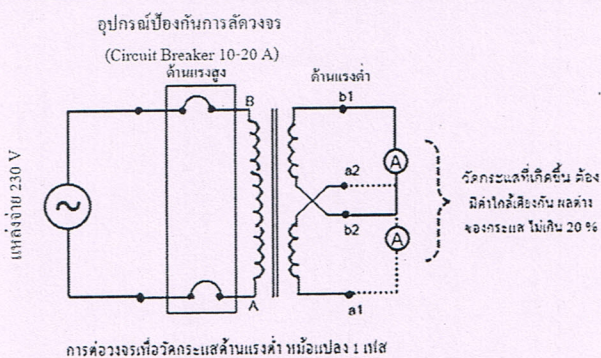 อุปกรณ์ป้องกันการลัดวงจร
(Circuit Breaker 10-20 A)
ด้านแรงสูง
ด้านแรงต่ำ
B
b1
A
แหล่งจ่าย 230 V
a2
b2
A
วัดกระแสที่เกิดขึ้น ต้อง
มีค่าใกล้เคียงกัน ผลต่าง
ของกระแส ไม่เกิน 20 %
A
a1
การต่อวงจรเพื่อวัดกระแสด้านแรงต่ำ หม้อแปลง 1 เฟส